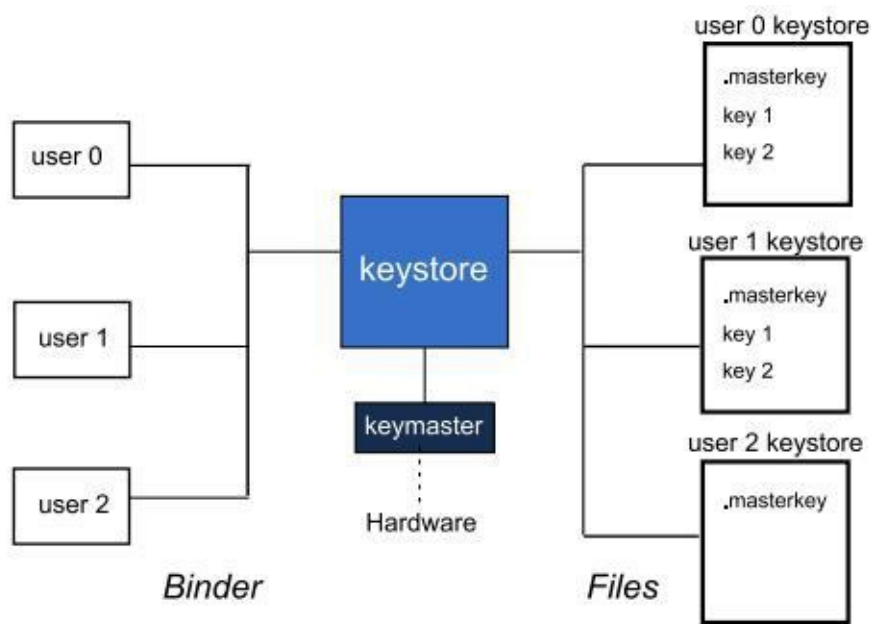 user 0
user 1
user 2
Binder
keystore
keymaster
Hardware
Files
user 0 keystore
.masterkey
key 1
key 2
user 1 keystore
.masterkey
key 1
key 2
user 2 keystore
.masterkey